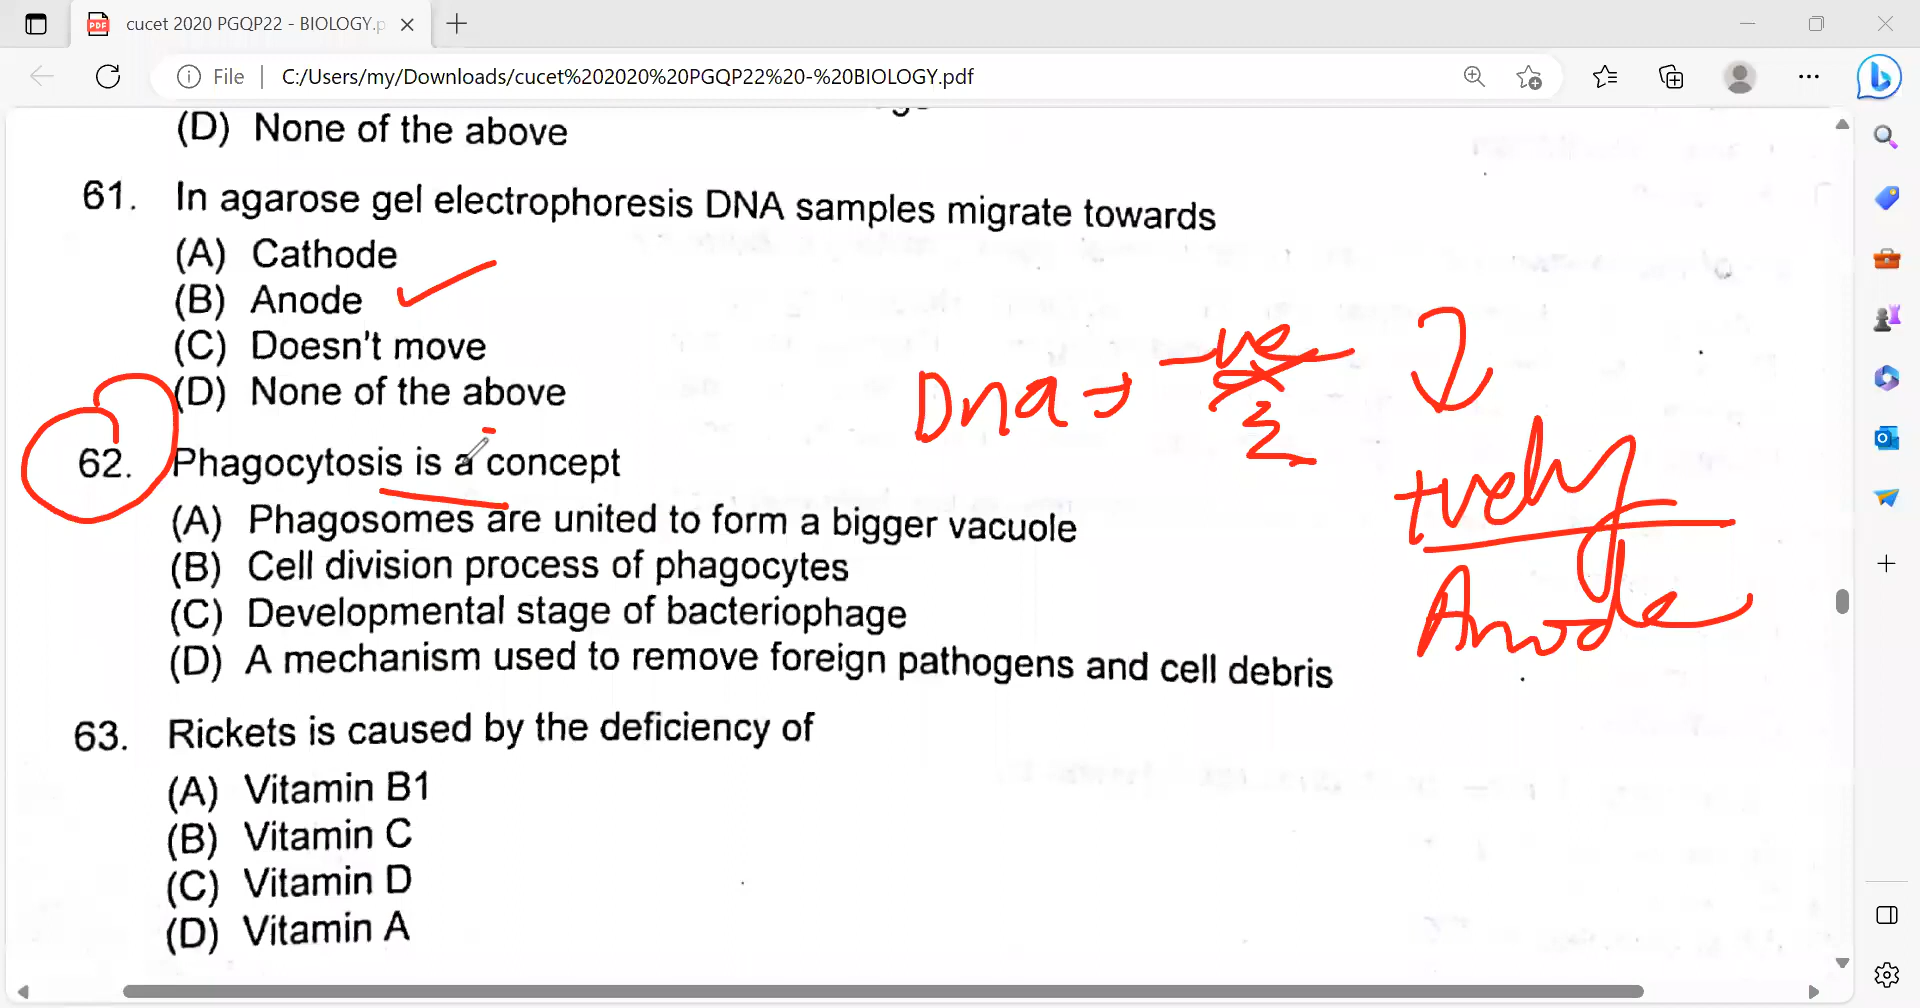 cucet 2020 PGQP22 - BIOLOGY.p
File
C:/Users/my/Downloads/cucet%202020%20PGQP22%20-%20BIOLOGY.pdf
(D) None of the above
61. In agarose gel electrophoresis DNA samples migrate towards
(A) Cathode
(B) Anode
(C) Doesn't move
(D) None of the above
Dna → -ve
+vely
Anode
62. Phagocytosis is a concept
(A) Phagosomes are united to form a bigger vacuole
(B) Cell division process of phagocytes
(C) Developmental stage of bacteriophage
(D) A mechanism used to remove foreign pathogens and cell debris
63. Rickets is caused by the deficiency of
(A) Vitamin B1
(B) Vitamin C
(C) Vitamin D
(D) Vitamin A